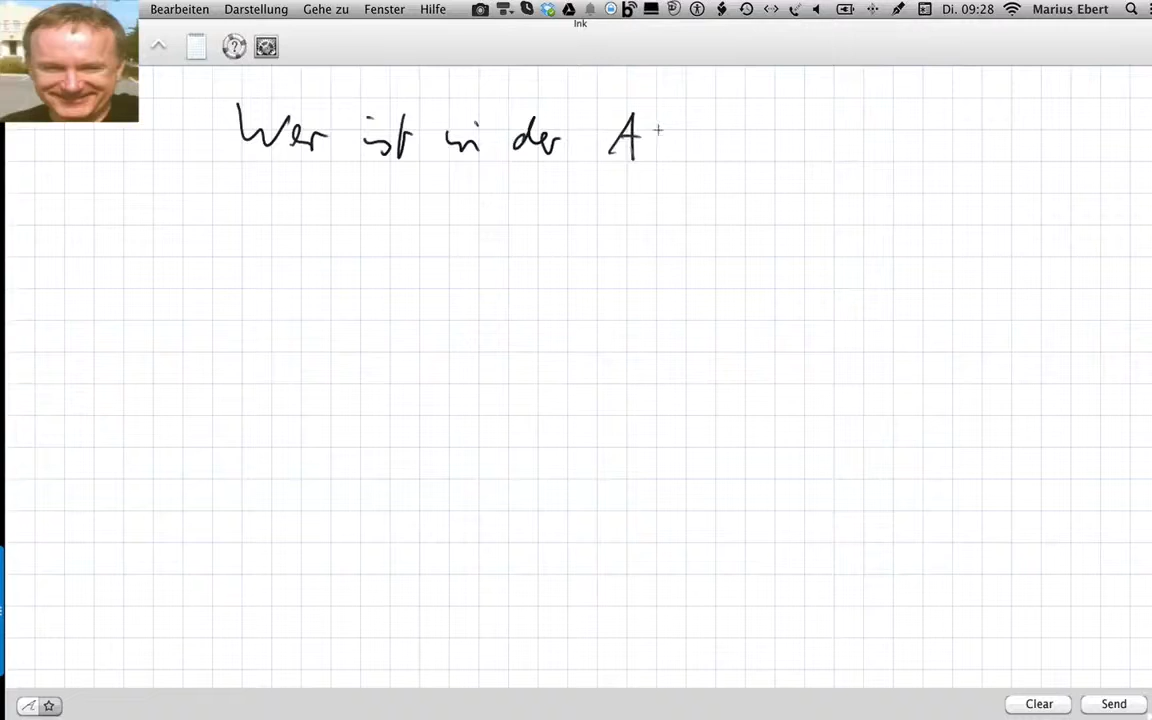 Bearbeiten Darstellung Gehe zu Fenster Hilfe Di. 09:28 Marius Ebert
Ink
Wer ist in der A
Clear Send